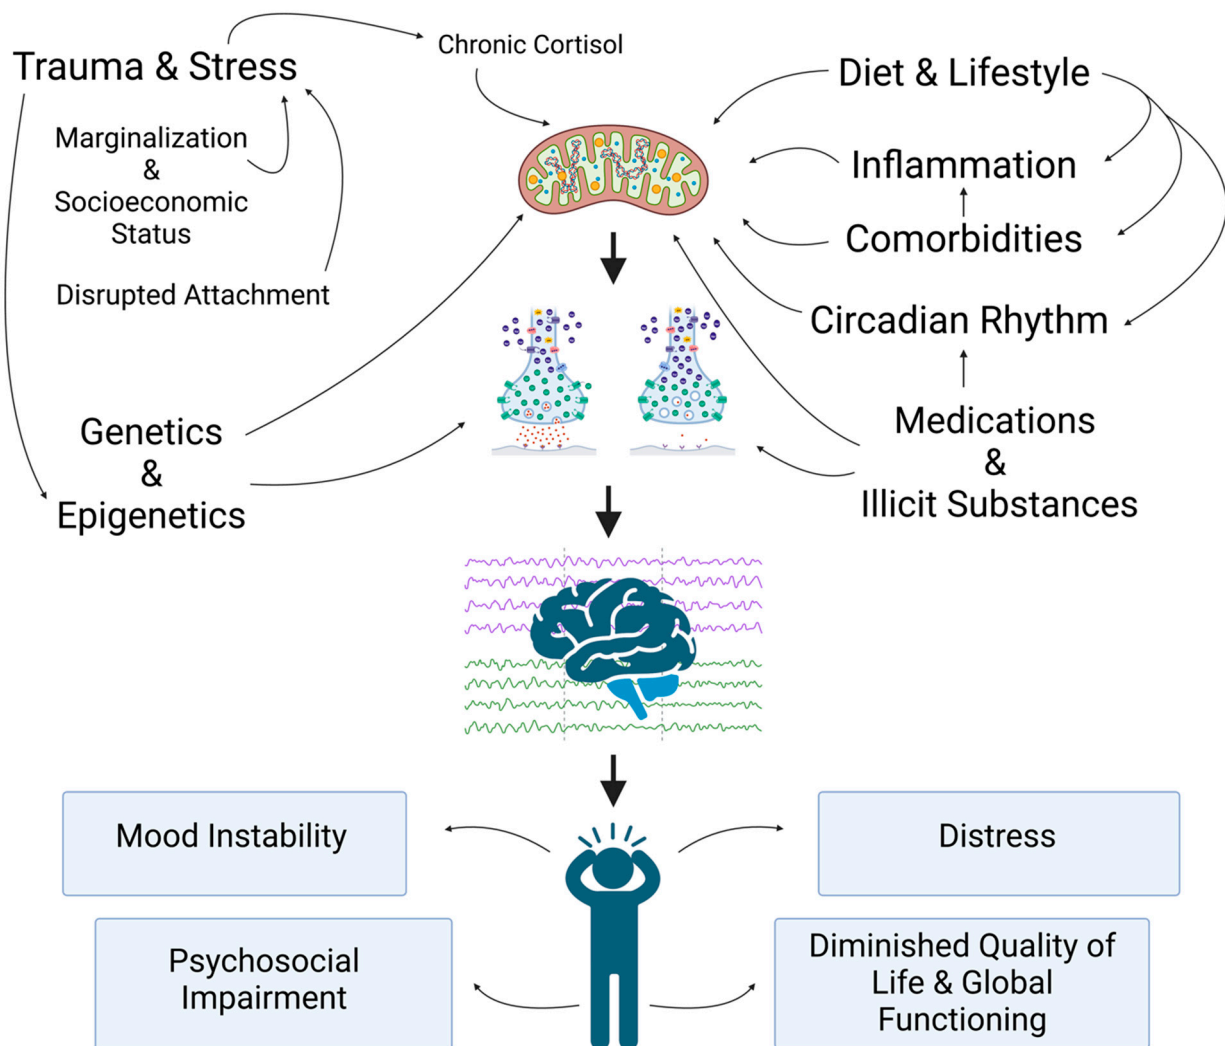 Trauma & Stress
Chronic Cortisol
Marginalization
&
Socioeconomic
Status
Disrupted Attachment
Genetics
&
Epigenetics
Diet & Lifestyle
Inflammation
Comorbidities
Circadian Rhythm
Medications
&
Illicit Substances
Mood Instability
Distress
Psychosocial
Impairment
Diminished Quality of
Life & Global
Functioning